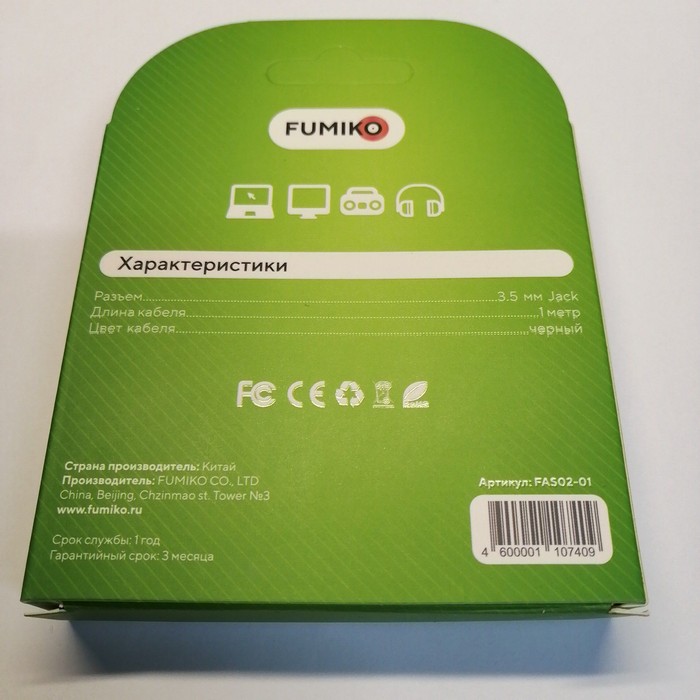 FUMIKO
Характеристики
Разъем........3.5 мм Jack
Длина кабеля........1 метр
Цвет кабеля........черный
FC CE
Страна производитель: Китай
Производитель: FUMIKO CO., LTD
China, Beijing, Chzinmao st. Tower №3
www.fumiko.ru
Срок службы: 1 год
Гарантийный срок: 3 месяца
Артикул: FAS02-01
4 600001 107409